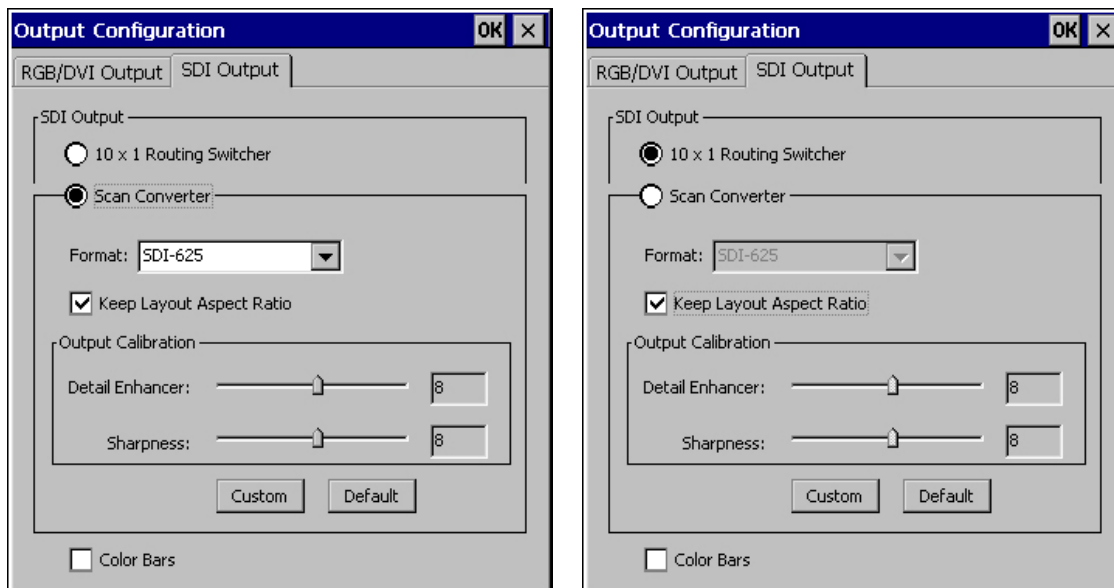 Output Configuration OK ×
RGB/DVI Output SDI Output
SDI Output
10 x 1 Routing Switcher
Scan Converter
Format: SDI-625
Keep Layout Aspect Ratio
Output Calibration
Detail Enhancer: 8
Sharpness: 8
Custom Default
Color Bars
Output Configuration OK ×
RGB/DVI Output SDI Output
SDI Output
10 x 1 Routing Switcher
Scan Converter
Format: SDI-625
Keep Layout Aspect Ratio
Output Calibration
Detail Enhancer: 8
Sharpness: 8
Custom Default
Color Bars